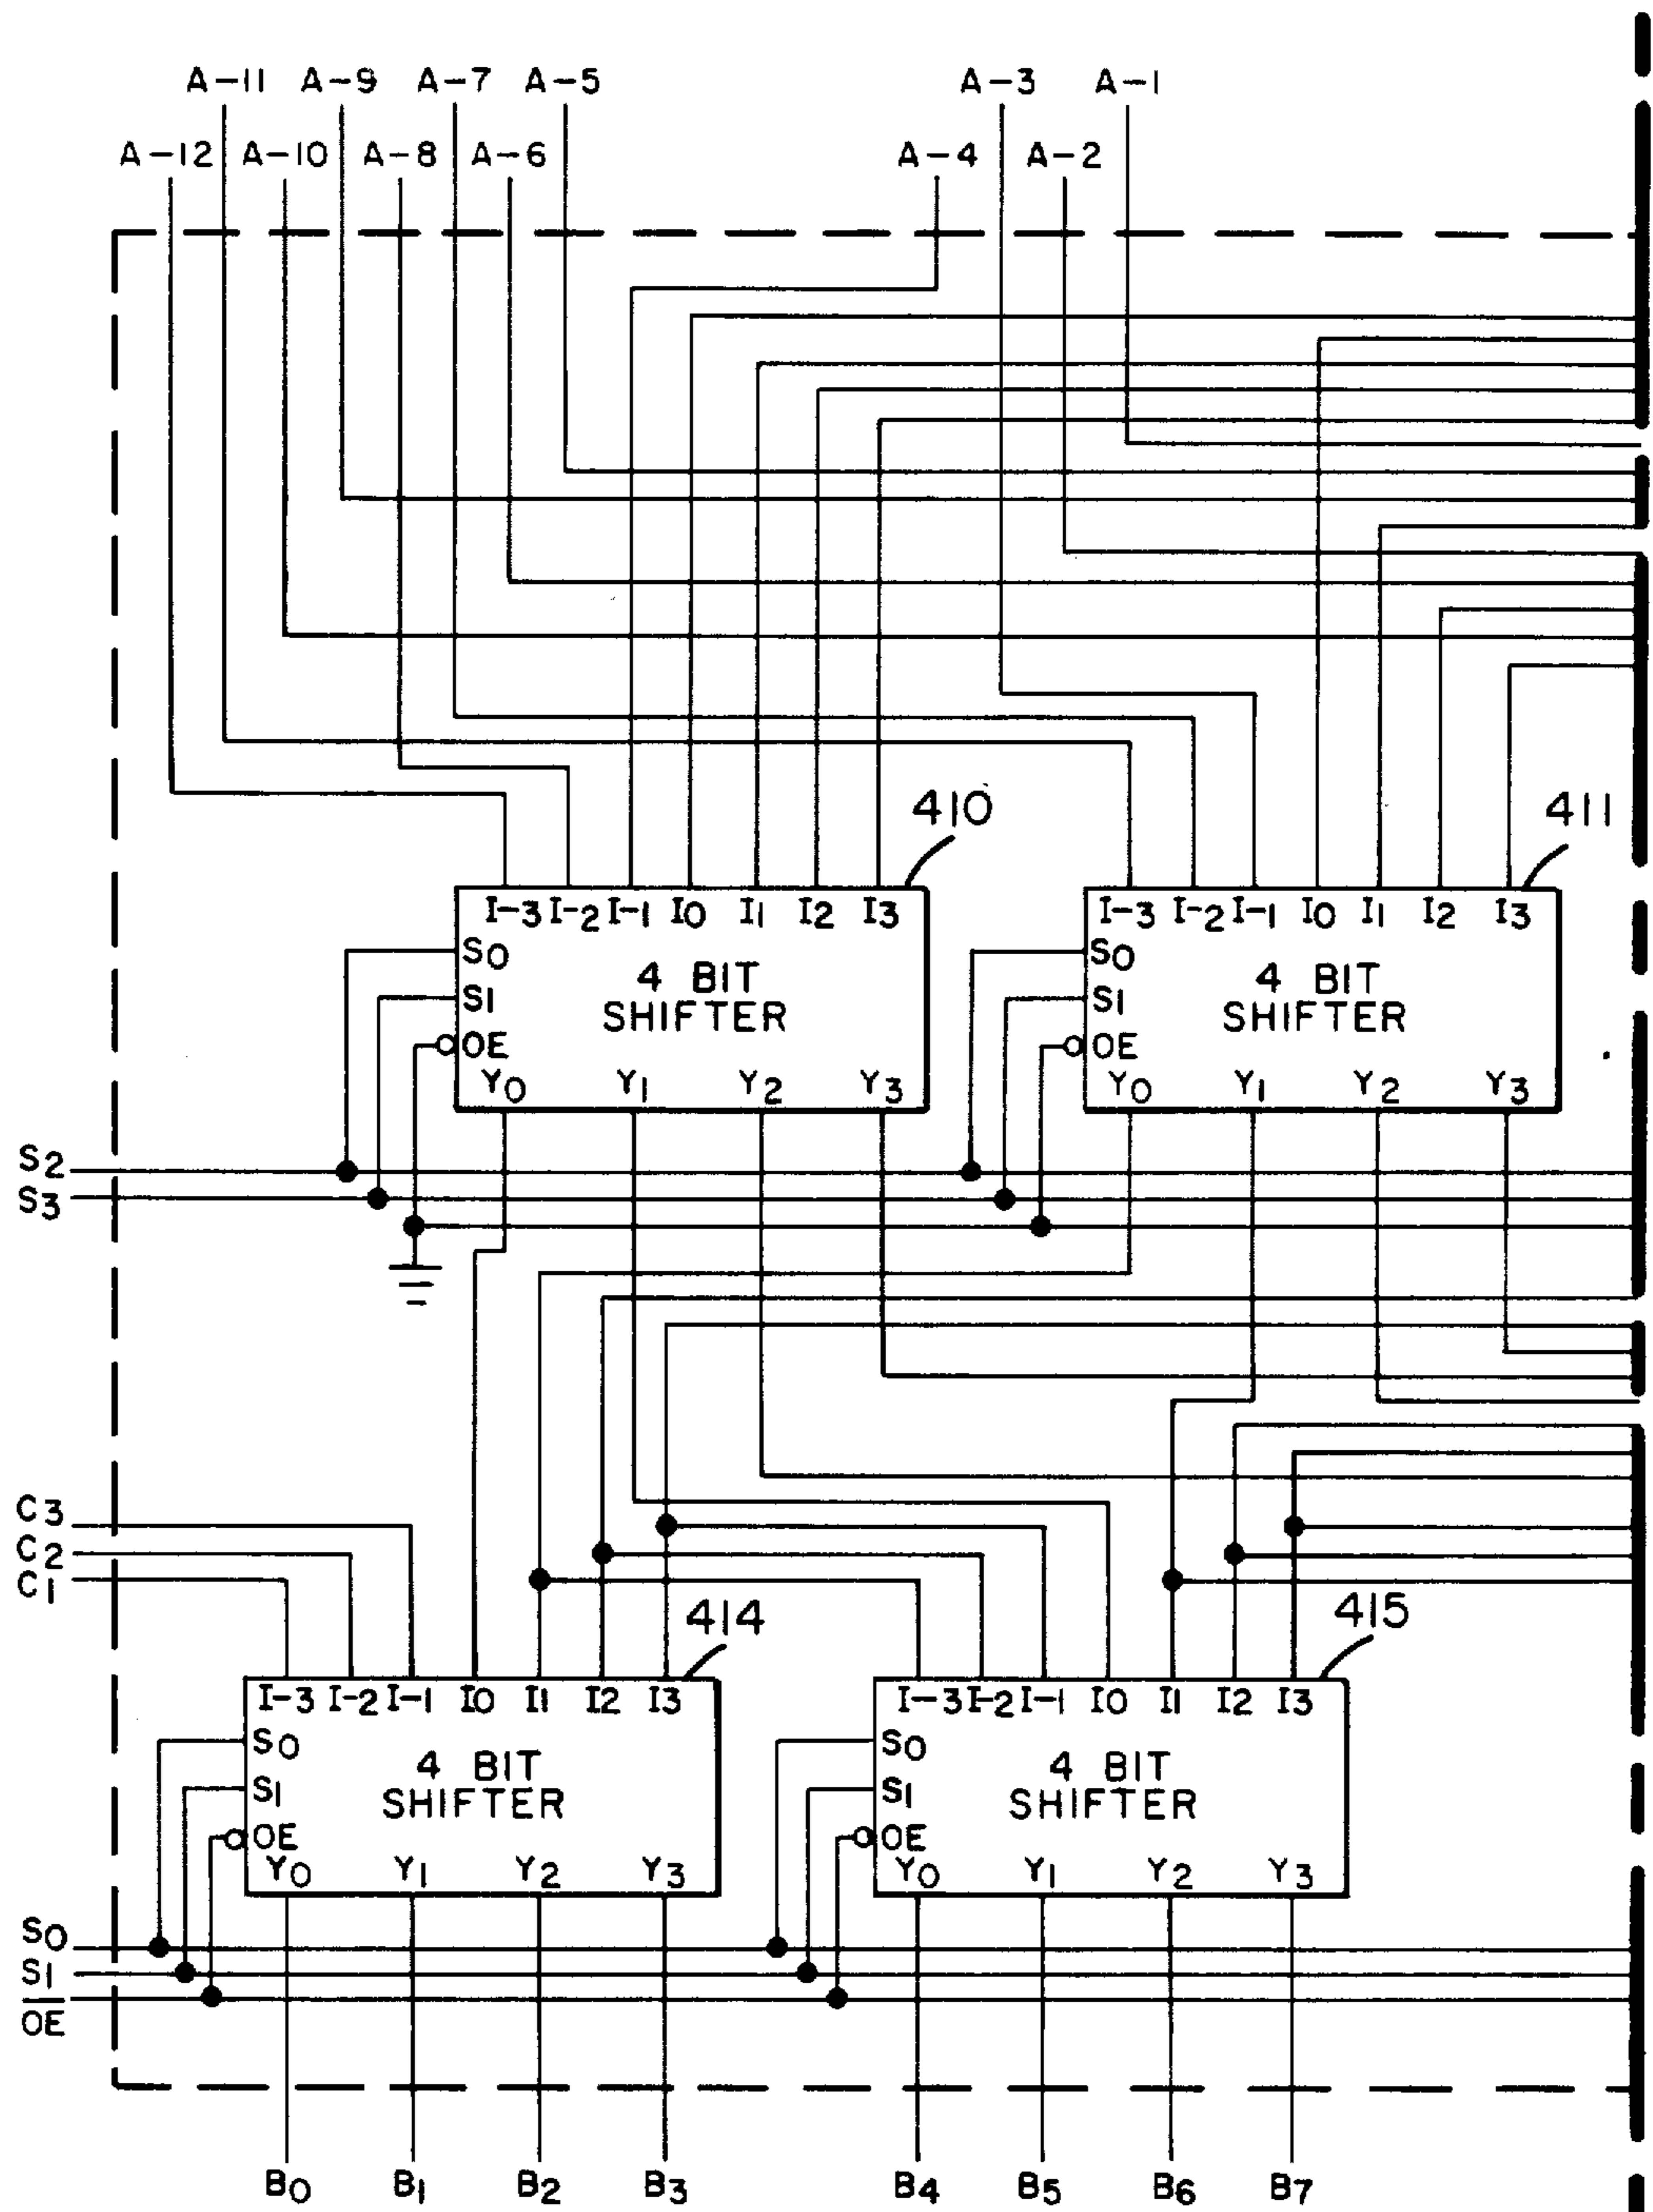 A-11 A-9 A-7 A-5 A-3 A-1
A-12 A-10 A-8 A-6 A-4 A-2
410 411
I-3 I-2 I-1 I0 I1 I2 I3
S0
S1
OE
4 BIT
SHIFTER
Y0 Y1 Y2 Y3
I-3 I-2 I-1 I0 I1 I2 I3
S0
S1
OE
4 BIT
SHIFTER
Y0 Y1 Y2 Y3
S2
S3
C3
C2
C1
414 415
I-3 I-2 I-1 I0 I1 I2 I3
S0
S1
OE
4 BIT
SHIFTER
Y0 Y1 Y2 Y3
I-3 I-2 I-1 I0 I1 I2 I3
S0
S1
OE
4 BIT
SHIFTER
Y0 Y1 Y2 Y3
S0
S1
OE
B0 B1 B2 B3 B4 B5 B6 B7